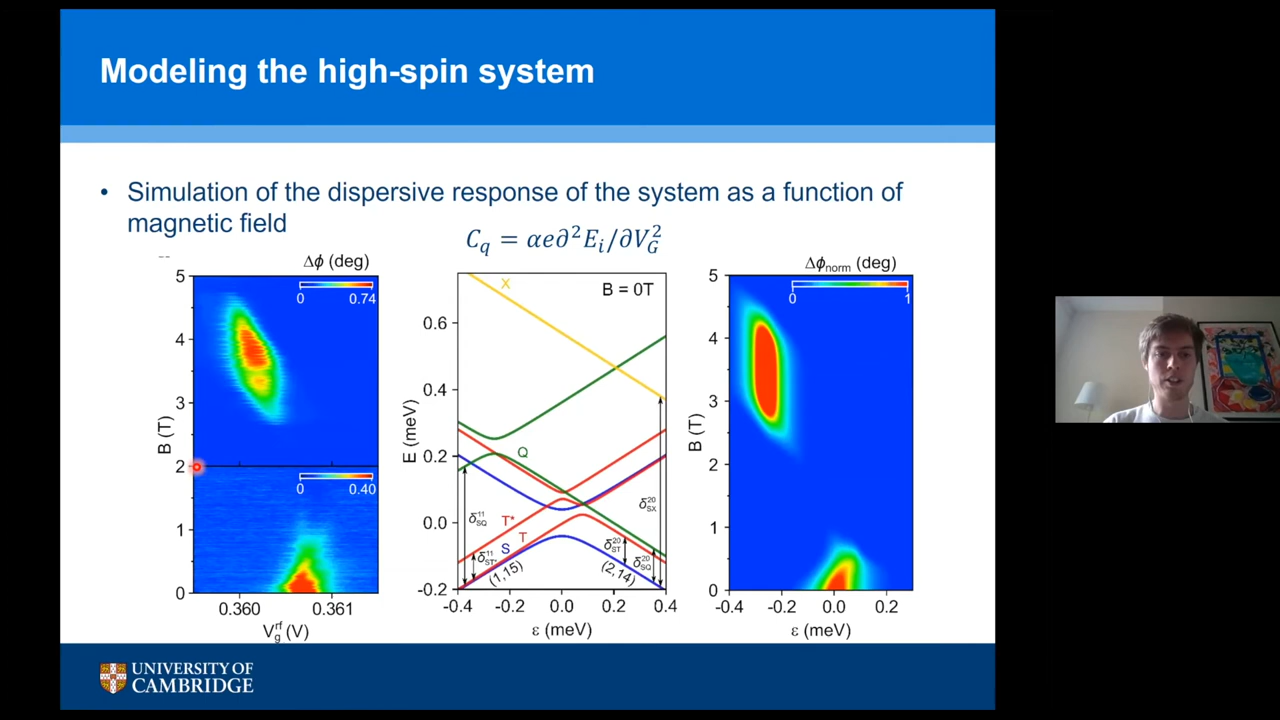 Modeling the high-spin system
• Simulation of the dispersive response of the system as a function of
magnetic field
C_q = αe∂²E_i/∂V_G²
Δϕ (deg)
0 0.74
5
4
3
2
1
0
B (T)
0 0.40
0.360 0.361
V_g^rf (V)
B = 0T
X
0.6
0.4
0.2
0.0
-0.2
E (meV)
Q
T*
T
S
δ_SQ^11
δ_ST*^11
(1,15)
δ_ST^20
δ_SQ^20
δ_SX^20
(2,14)
-0.4 -0.2 0.0 0.2 0.4
ε (meV)
Δϕ_norm (deg)
0 1
5
4
3
2
1
0
B (T)
-0.4 -0.2 0.0 0.2
ε (meV)
UNIVERSITY OF
CAMBRIDGE